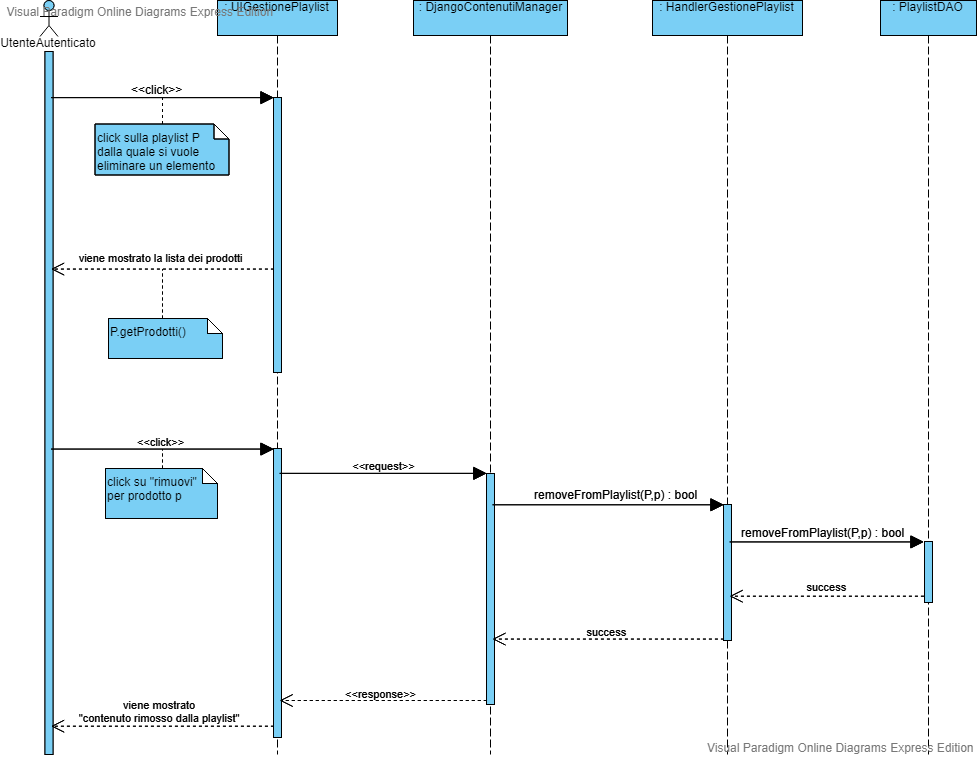 Visual Paradigm Online Diagrams Express Edition
: UIGestionePlaylist
: DjangoContenutiManager
: HandlerGestionePlaylist
: PlaylistDAO
UtenteAutenticato
<<click>>
click sulla playlist P
dalla quale si vuole
eliminare un elemento
viene mostrato la lista dei prodotti
P.getProdotti()
<<click>>
click su "rimuovi"
per prodotto p
<<request>>
removeFromPlaylist(P,p) : bool
removeFromPlaylist(P,p) : bool
success
success
<<response>>
viene mostrato
"contenuto rimosso dalla playlist"
Visual Paradigm Online Diagrams Express Edition